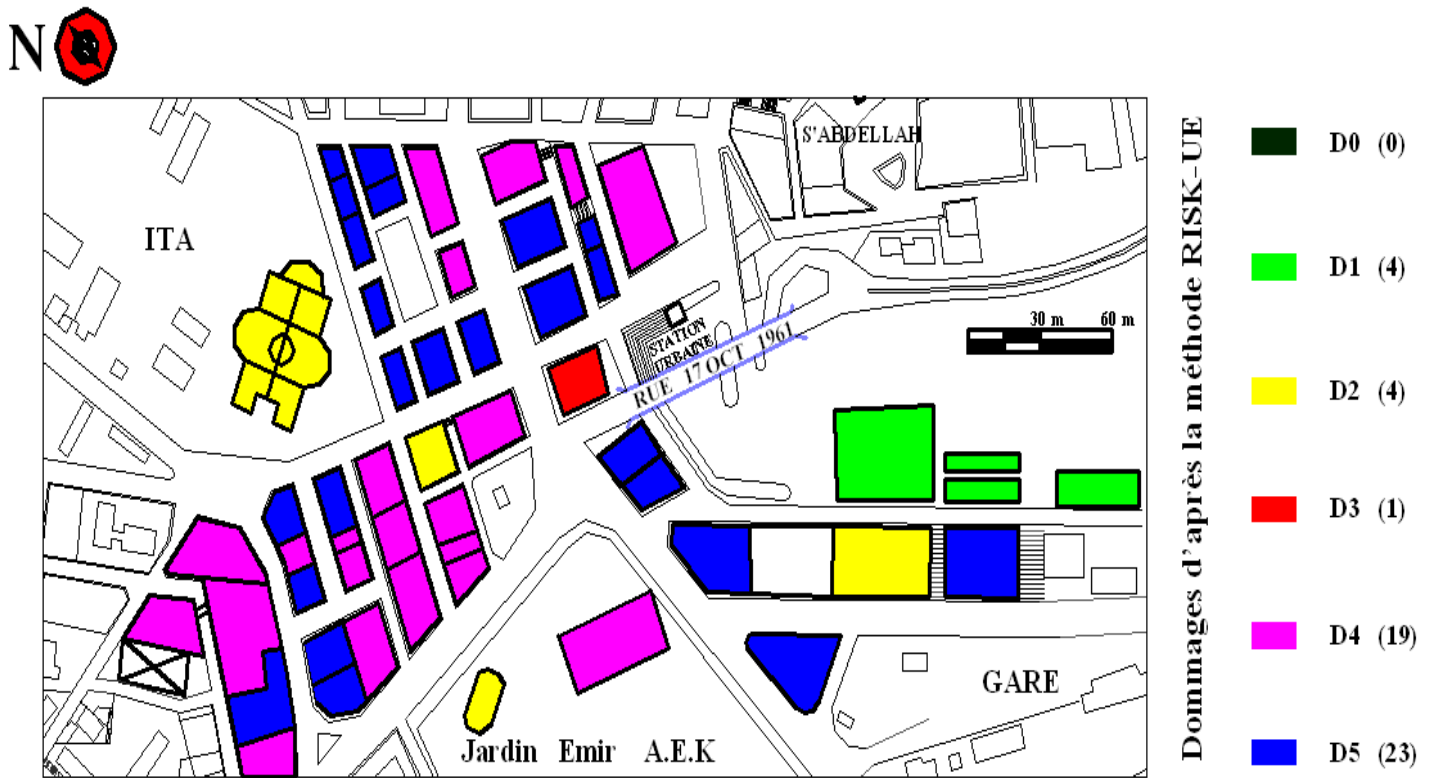 N
S'ABDELLAH
ITA
STATION
URBAINE
RUE 17 OCT 1961
30 m 60 m
GARE
Jardin Emir A.E.K
Dommages d'après la méthode RISK-UE
D0 (0)
D1 (4)
D2 (4)
D3 (1)
D4 (19)
D5 (23)